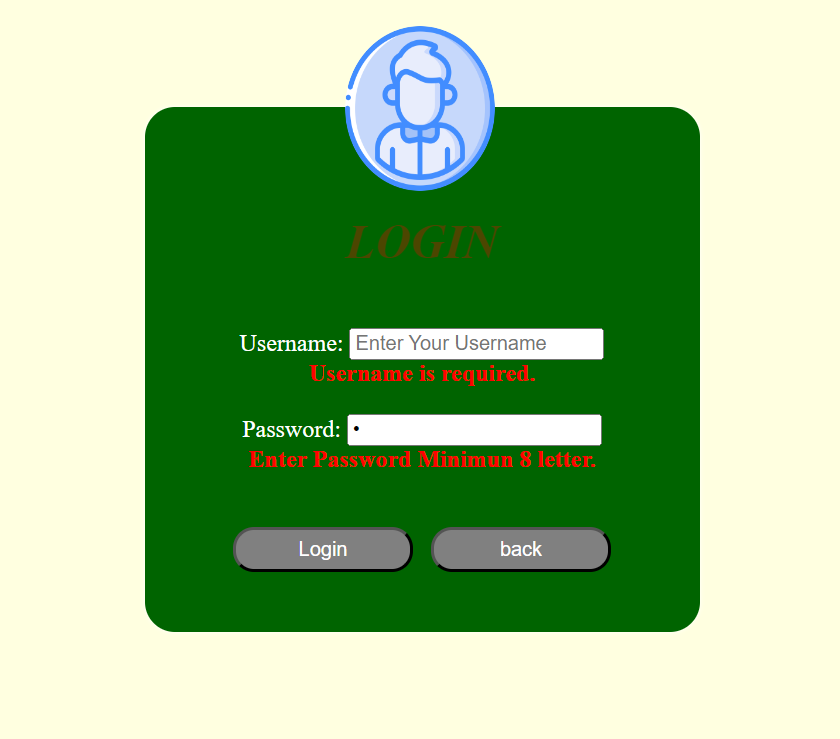 LOGIN
Username: Enter Your Username
Username is required.
Password: •
Enter Password Minimun 8 letter.
Login back